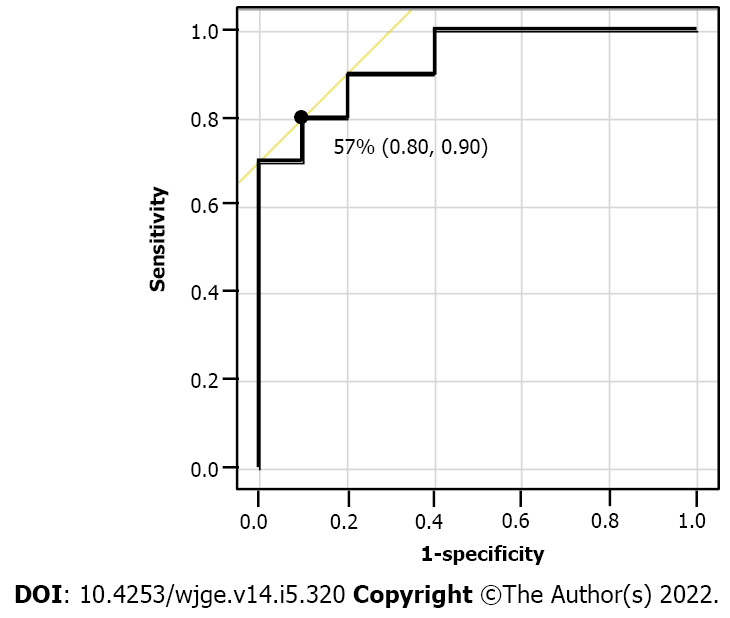 1.0
0.8
57% (0.80, 0.90)
0.6
Sensitivity
0.4
0.2
0.0
0.0 0.2 0.4 0.6 0.8 1.0
1-specificity
DOI: 10.4253/wjge.v14.i5.320 Copyright ©The Author(s) 2022.